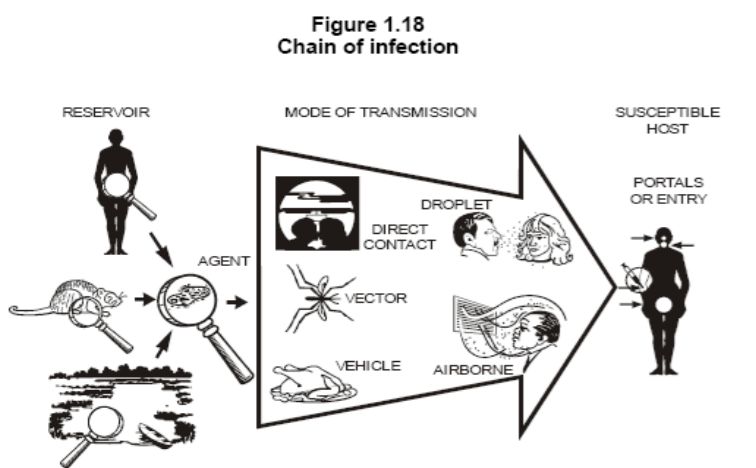 Figure 1.18
Chain of infection
RESERVOIR
MODE OF TRANSMISSION
SUSCEPTIBLE
HOST
PORTALS
OR ENTRY
DROPLET
DIRECT
CONTACT
AGENT
VECTOR
VEHICLE
AIRBORNE